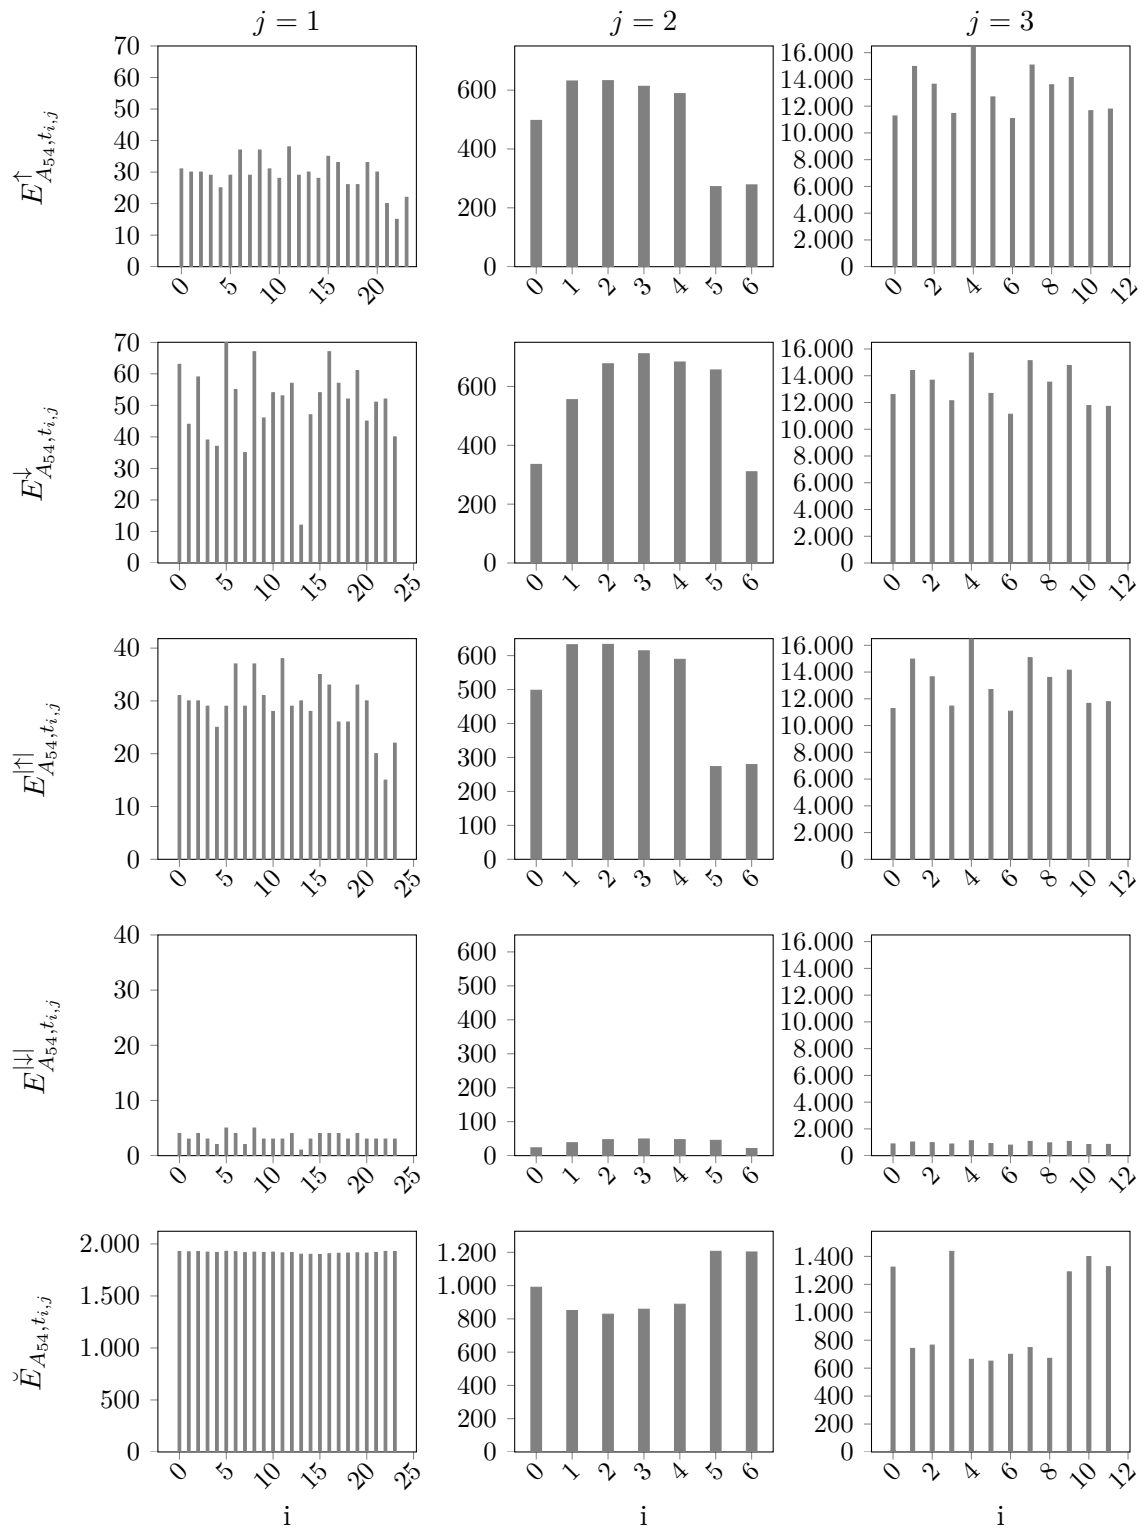 j = 1 j = 2 j = 3
E^↑_{A_{54},t_{i,j}}
70 60 50 40 30 20 10 0
0 5 10 15 20
600 400 200 0
0 1 2 3 4 5 6
16.000 14.000 12.000 10.000 8.000 6.000 4.000 2.000 0
0 2 4 6 8 10 12
E^↓_{A_{54},t_{i,j}}
70 60 50 40 30 20 10 0
0 5 10 15 20 25
600 400 200 0
0 1 2 3 4 5 6
16.000 14.000 12.000 10.000 8.000 6.000 4.000 2.000 0
0 2 4 6 8 10 12
E^{|↑|}_{A_{54},t_{i,j}}
40 30 20 10 0
0 5 10 15 20 25
600 500 400 300 200 100 0
0 1 2 3 4 5 6
16.000 14.000 12.000 10.000 8.000 6.000 4.000 2.000 0
0 2 4 6 8 10 12
E^{|↓|}_{A_{54},t_{i,j}}
40 30 20 10 0
0 5 10 15 20 25
600 500 400 300 200 100 0
0 1 2 3 4 5 6
16.000 14.000 12.000 10.000 8.000 6.000 4.000 2.000 0
0 2 4 6 8 10 12
Ĕ_{A_{54},t_{i,j}}
2.000 1.500 1.000 500 0
0 5 10 15 20 25
1.200 1.000 800 600 400 200 0
0 1 2 3 4 5 6
1.400 1.200 1.000 800 600 400 200 0
0 2 4 6 8 10 12
i i i